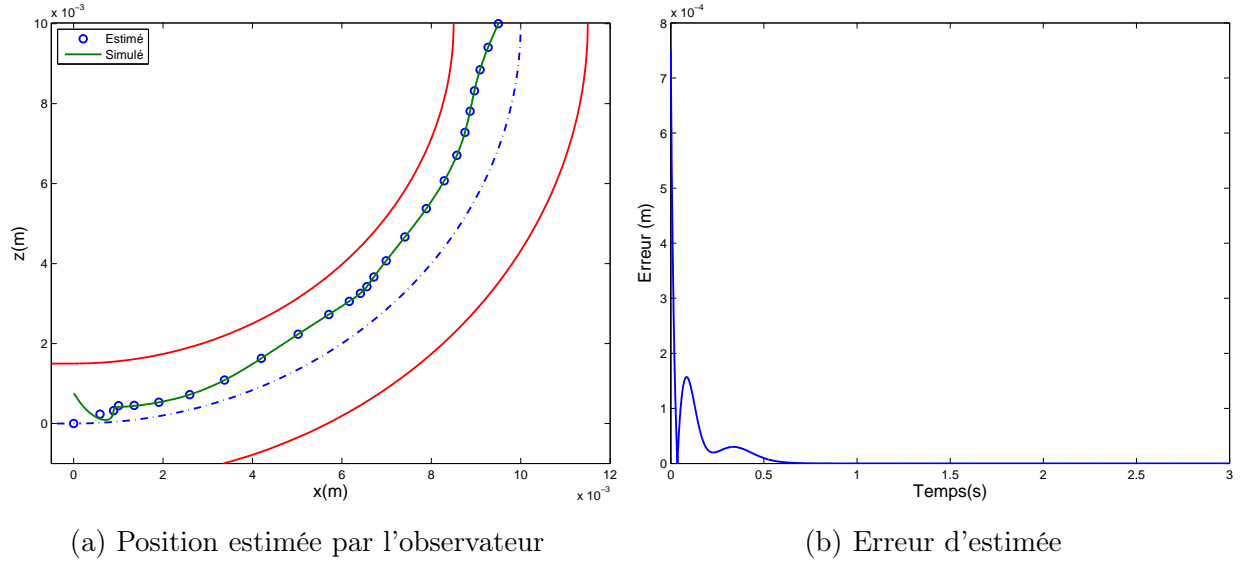 x 10⁻³
10
8
6
4
2
0
z(m)
Estimé
Simulé
0
2
4
6
8
10
12
x 10⁻³
x(m)
(a) Position estimée par l'observateur
x 10⁻⁴
8
7
6
5
4
3
2
1
0
Erreur (m)
0
0.5
1
1.5
2
2.5
3
Temps(s)
(b) Erreur d'estimée